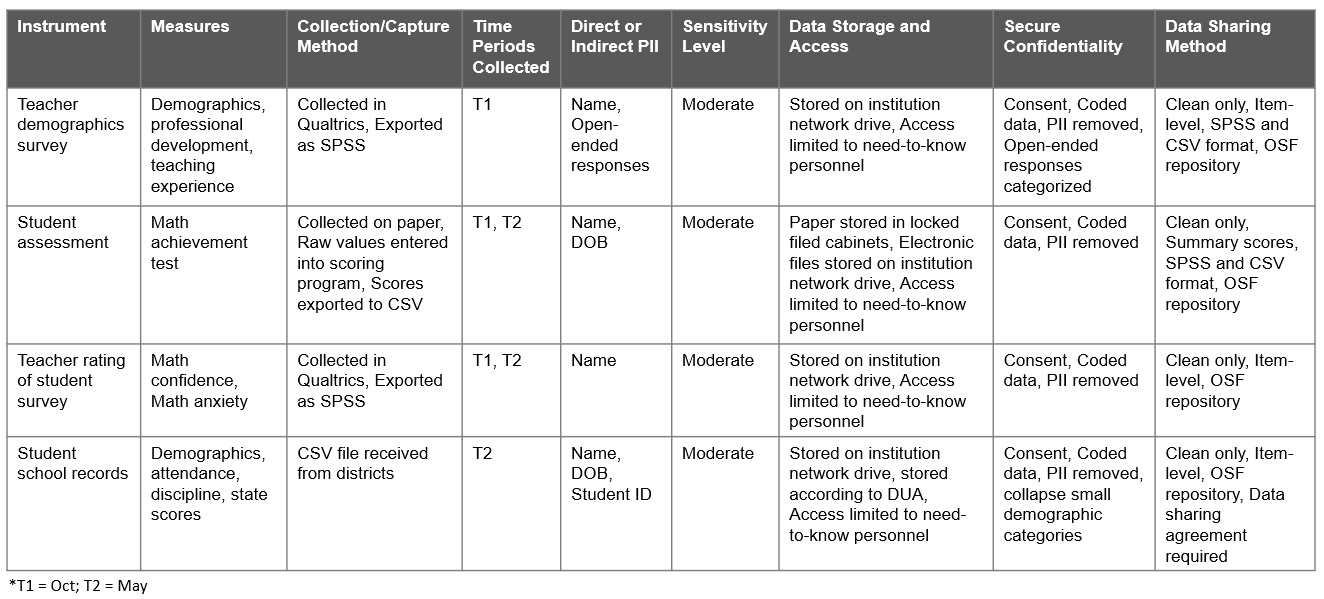 Instrument
Measures
Collection/Capture
Method
Time
Periods
Collected
Direct or
Indirect PII
Sensitivity
Level
Data Storage and
Access
Secure
Confidentiality
Data Sharing
Method
Teacher
demographics
survey
Demographics,
professional
development,
teaching
experience
Collected in
Qualtrics, Exported
as SPSS
T1
Name,
Open-
ended
responses
Moderate
Stored on institution
network drive, Access
limited to need-to-know
personnel
Consent, Coded
data, PII removed,
Open-ended
responses
categorized
Clean only, Item-
level, SPSS and
CSV format, OSF
repository
Student
assessment
Math
achievement
test
Collected on paper,
Raw values entered
into scoring
program, Scores
exported to CSV
T1, T2
Name,
DOB
Moderate
Paper stored in locked
filed cabinets, Electronic
files stored on institution
network drive, Access
limited to need-to-know
personnel
Consent, Coded
data, PII removed
Clean only,
Summary scores,
SPSS and CSV
format, OSF
repository
Teacher rating
of student
survey
Math
confidence,
Math anxiety
Collected in
Qualtrics, Exported
as SPSS
T1, T2
Name
Moderate
Stored on institution
network drive, Access
limited to need-to-know
personnel
Consent, Coded
data, PII removed
Clean only, Item-
level, OSF
repository
Student
school records
Demographics,
attendance,
discipline, state
scores
CSV file received
from districts
T2
Name,
DOB,
Student ID
Moderate
Stored on institution
network drive, stored
according to DUA,
Access limited to need-
to-know personnel
Consent, Coded
data, PII removed,
collapse small
demographic
categories
Clean only, Item-
level, OSF
repository, Data
sharing
agreement
required
*T1 = Oct; T2 = May